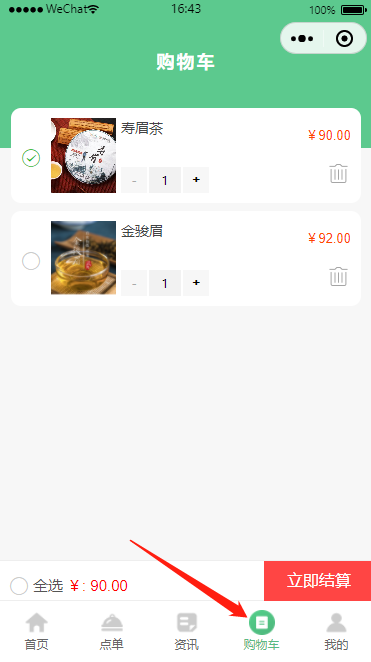 WeChat 16:43 100%
购物车
寿眉茶
¥90.00
- 1 +
金骏眉
¥92.00
- 1 +
全选 ¥: 90.00 立即结算
首页 点单 资讯 购物车 我的